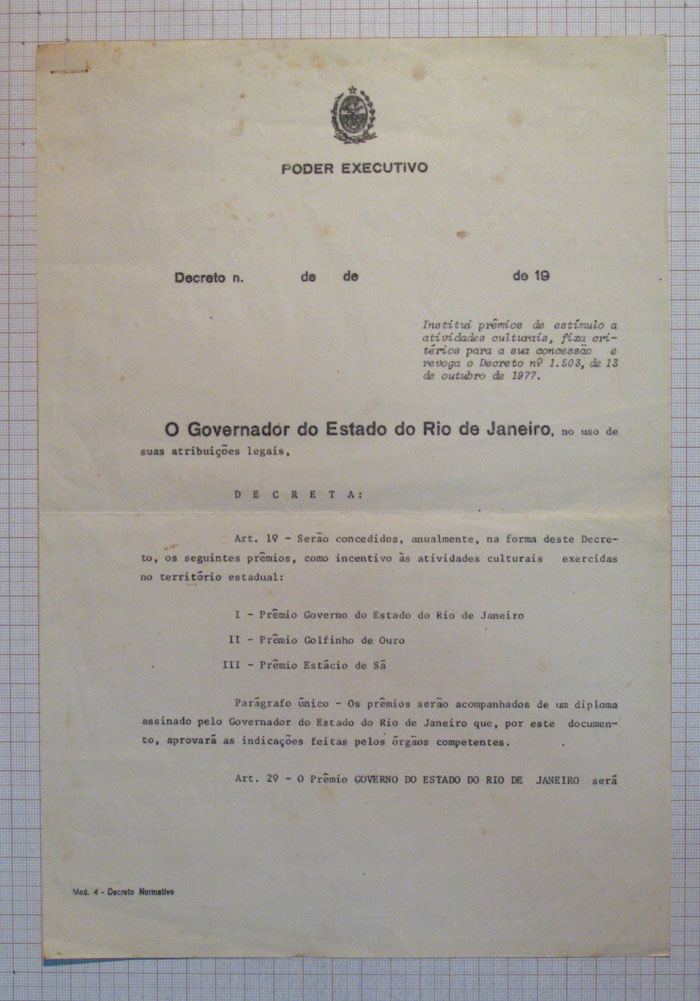 PODER EXECUTIVO
Decreto n. de de de 19
Institui prêmios de estímulo a
atividades culturais, fixa cri-
térios para a sua concessão e
revoga o Decreto nº 1.503, de 13
de outubro de 1977.
O Governador do Estado do Rio de Janeiro, no uso de
suas atribuições legais,
D E C R E T A:
Art. 1º - Serão concedidos, anualmente, na forma deste Decre-
to, os seguintes prêmios, como incentivo às atividades culturais exercidas
no território estadual:
I - Prêmio Governo do Estado do Rio de Janeiro
II - Prêmio Golfinho de Ouro
III - Prêmio Estácio de Sá
Parágrafo único - Os prêmios serão acompanhados de um diploma
assinado pelo Governador do Estado do Rio de Janeiro que, por este documen-
to, aprovará as indicações feitas pelos órgãos competentes.
Art. 2º - O Prêmio GOVERNO DO ESTADO DO RIO DE JANEIRO será
Mod. 4 - Decreto Normativo